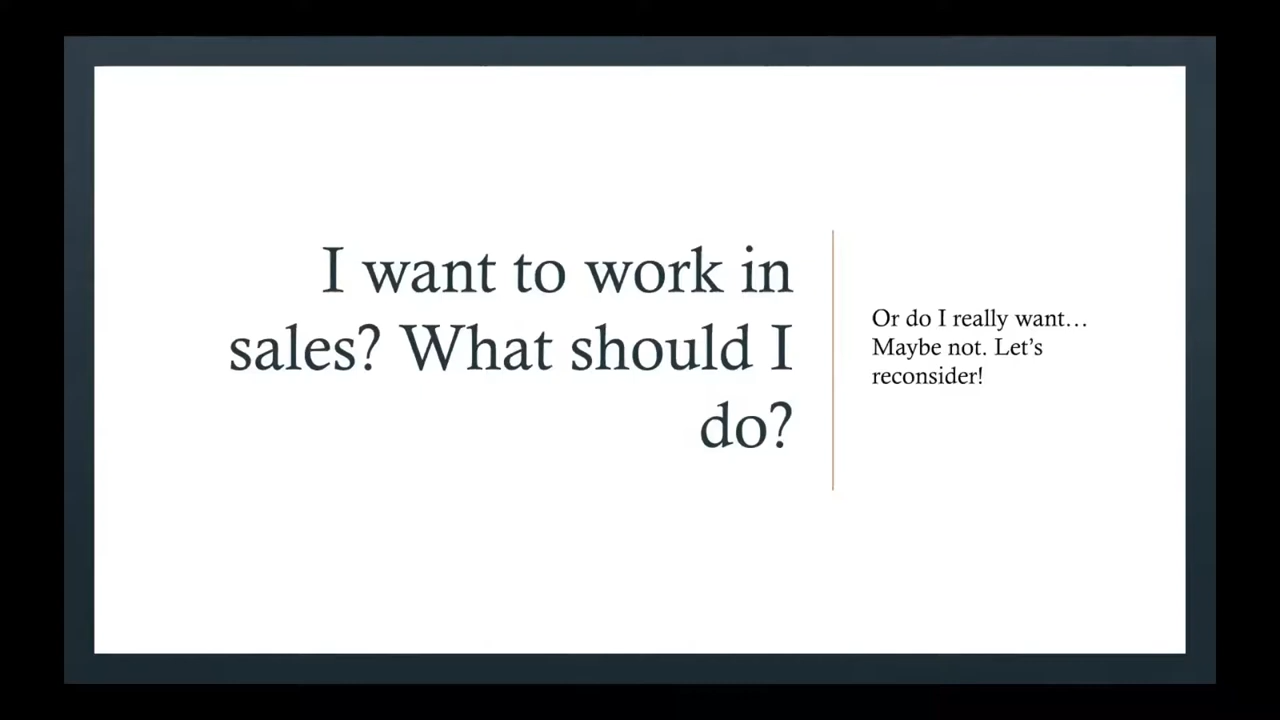 I want to work in
sales? What should I
do?
Or do I really want…
Maybe not. Let’s
reconsider!